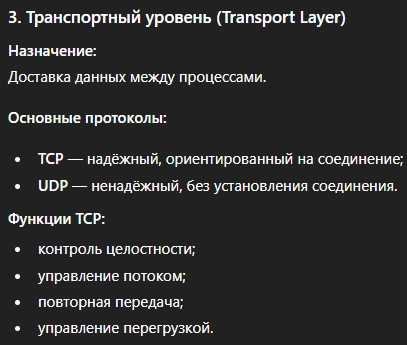 3. Транспортный уровень (Transport Layer)
Назначение:
Доставка данных между процессами.
Основные протоколы:
• TCP — надёжный, ориентированный на соединение;
• UDP — ненадёжный, без установления соединения.
Функции TCP:
• контроль целостности;
• управление потоком;
• повторная передача;
• управление перегрузкой.